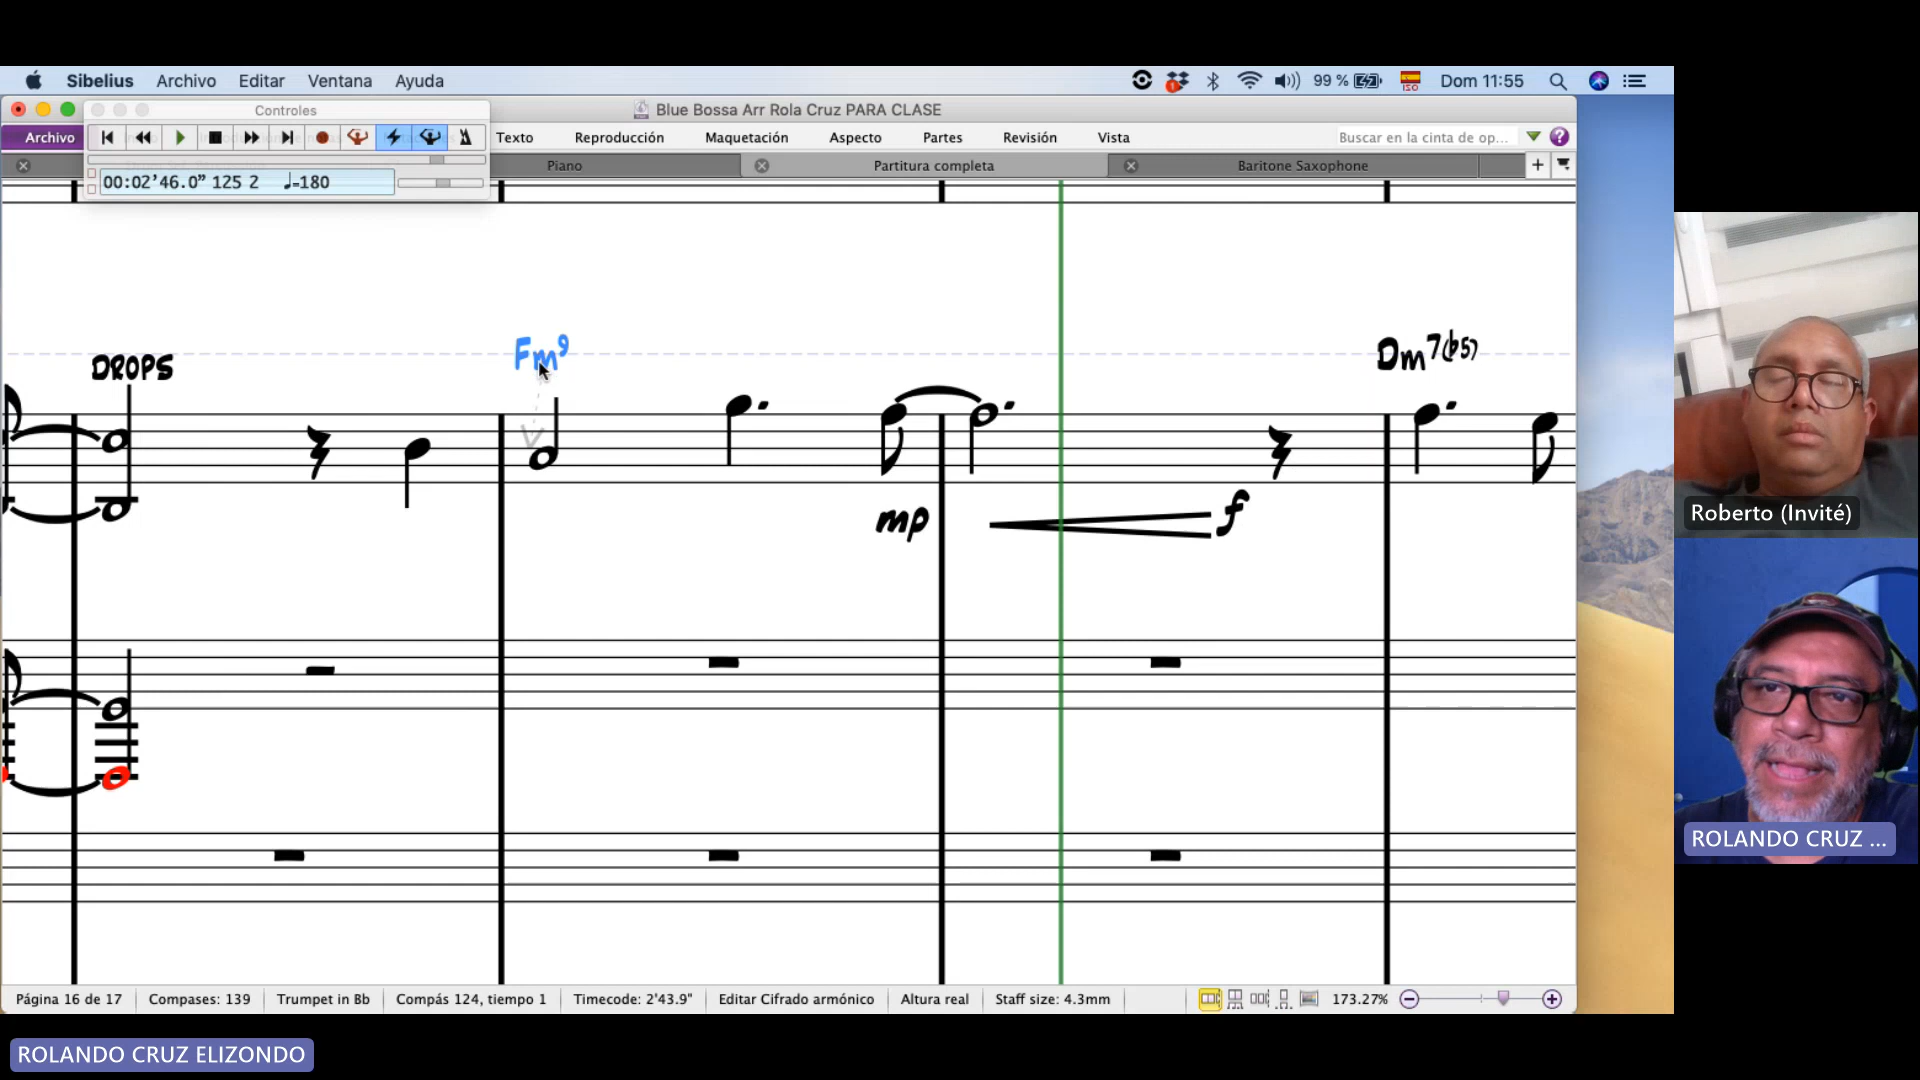 Sibelius Archivo Editar Ventana Ayuda 99 % ISO Dom 11:55
Controles Blue Bossa Arr Rola Cruz PARA CLASE
Archivo Texto Reproducción Maquetación Aspecto Partes Revisión Vista Buscar en la cinta de op... ?
Piano Partitura completa Baritone Saxophone +
00:02'46.0" 125 2 ♩=180
DROPS Fm9 Dm7(♭5)
mp f
Página 16 de 17 Compases: 139 Trumpet in Bb Compás 124, tiempo 1 Timecode: 2'43.9" Editar Cifrado armónico Altura real Staff size: 4.3mm 173.27%
Roberto (Invité)
ROLANDO CRUZ ...
ROLANDO CRUZ ELIZONDO